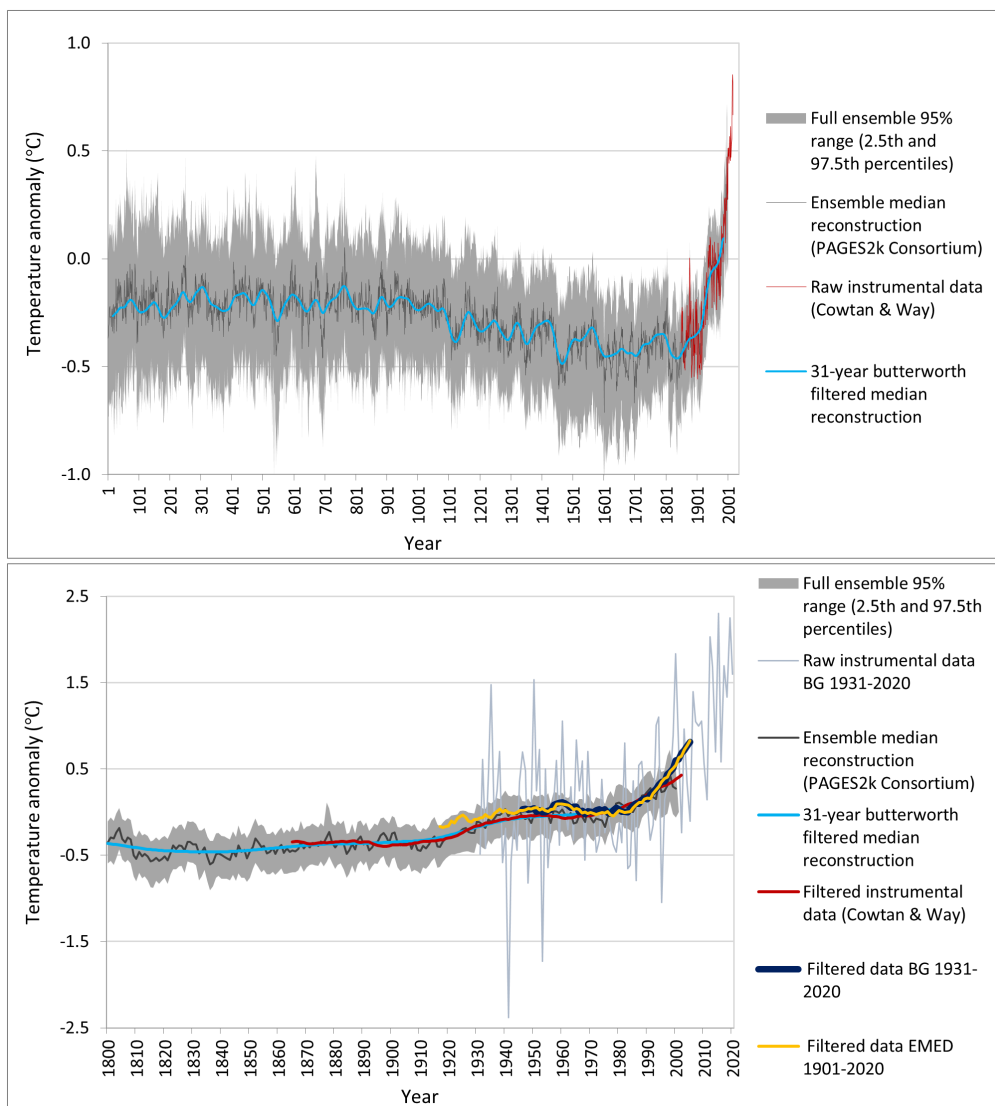 1.0
0.5
0.0
-0.5
-1.0
Temperature anomaly (°C)
1
101
201
301
401
501
601
701
801
901
1001
1101
1201
1301
1401
1501
1601
1701
1801
1901
2001
Year
Full ensemble 95%
range (2.5th and
97.5th percentiles)
Ensemble median
reconstruction
(PAGES2k Consortium)
Raw instrumental data
(Cowtan & Way)
31-year butterworth
filtered median
reconstruction
2.5
1.5
0.5
-0.5
-1.5
-2.5
Temperature anomaly (°C)
1800
1810
1820
1830
1840
1850
1860
1870
1880
1890
1900
1910
1920
1930
1940
1950
1960
1970
1980
1990
2000
2010
2020
Year
Full ensemble 95%
range (2.5th and 97.5th
percentiles)
Raw instrumental data
BG 1931-2020
Ensemble median
reconstruction
(PAGES2k Consortium)
31-year butterworth
filtered median
reconstruction
Filtered instrumental
data (Cowtan & Way)
Filtered data BG 1931-
2020
Filtered data EMED
1901-2020